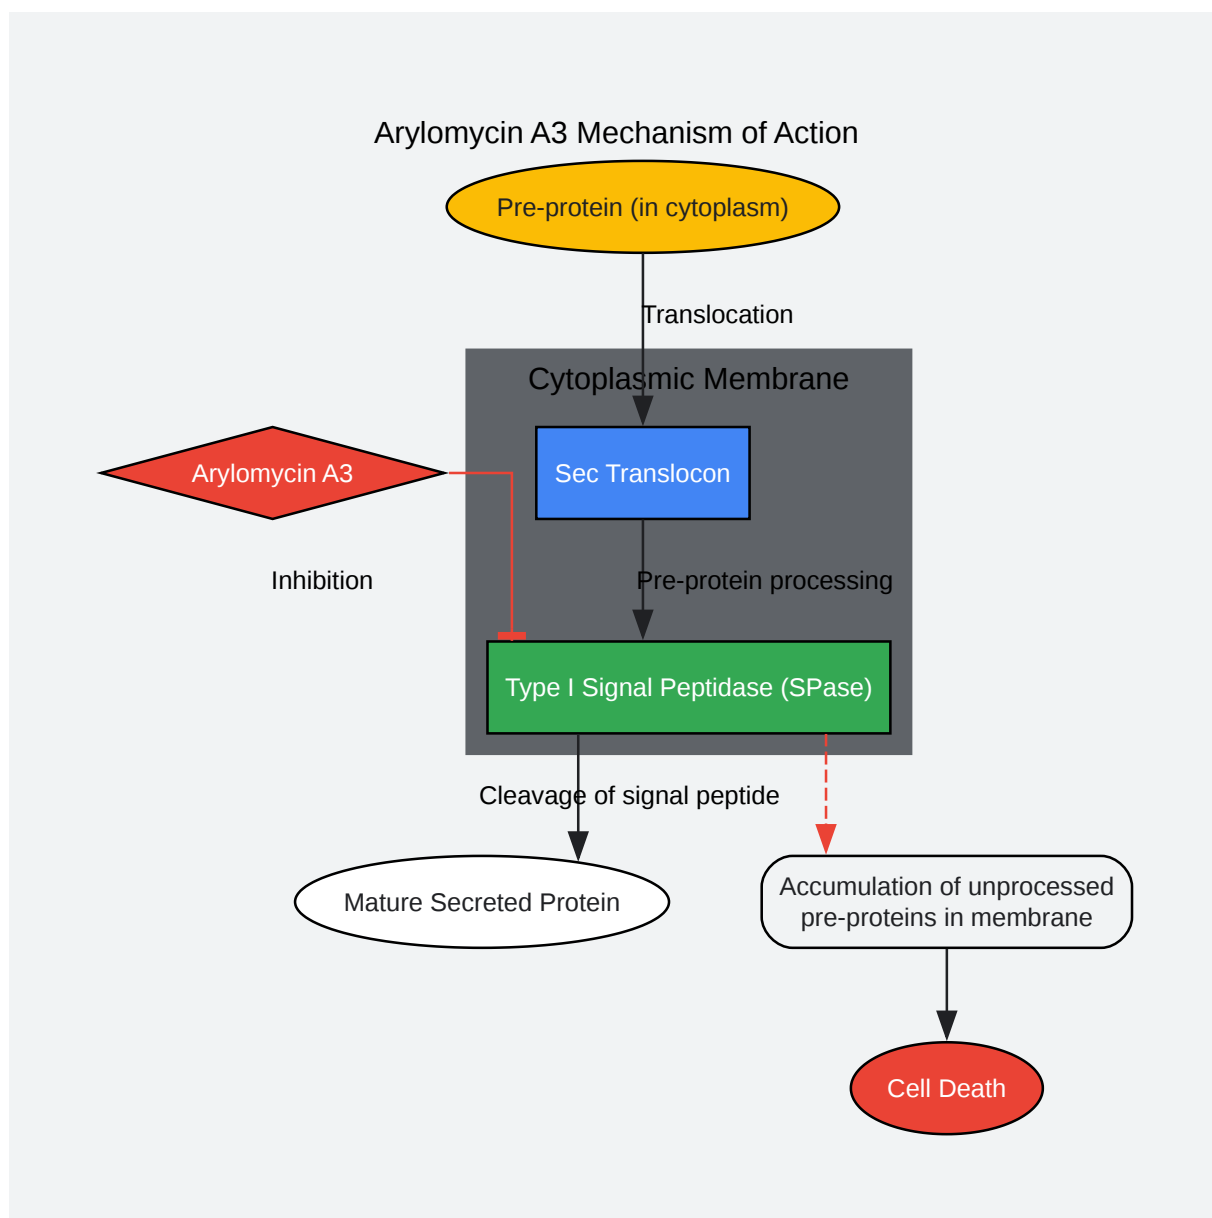 Arylomycin A3 Mechanism of Action
Pre-protein (in cytoplasm)
Translocation
Cytoplasmic Membrane
Arylomycin A3
Sec Translocon
Inhibition
Pre-protein processing
Type I Signal Peptidase (SPase)
Cleavage of signal peptide
Mature Secreted Protein
Accumulation of unprocessed
pre-proteins in membrane
Cell Death